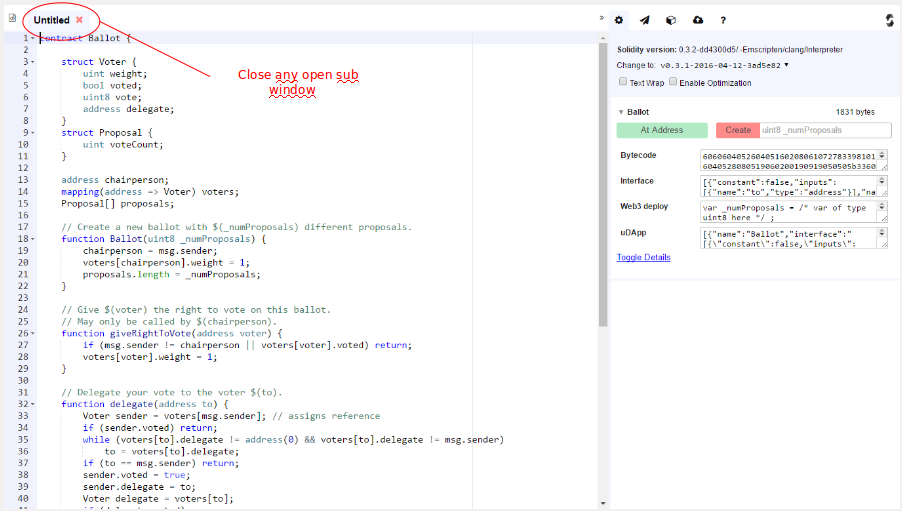 Untitled ×
»
?
1 contract Ballot {
2
3 struct Voter {
4 uint weight;
5 bool voted;
6 uint8 vote;
7 address delegate;
8 }
9 struct Proposal {
10 uint voteCount;
11 }
12
13 address chairperson;
14 mapping(address => Voter) voters;
15 Proposal[] proposals;
16
17 // Create a new ballot with $(_numProposals) different proposals.
18 function Ballot(uint8 _numProposals) {
19 chairperson = msg.sender;
20 voters[chairperson].weight = 1;
21 proposals.length = _numProposals;
22 }
23
24 // Give $(voter) the right to vote on this ballot.
25 // May only be called by $(chairperson).
26 function giveRightToVote(address voter) {
27 if (msg.sender != chairperson || voters[voter].voted) return;
28 voters[voter].weight = 1;
29 }
30
31 // Delegate your vote to the voter $(to).
32 function delegate(address to) {
33 Voter sender = voters[msg.sender]; // assigns reference
34 if (sender.voted) return;
35 while (voters[to].delegate != address(0) && voters[to].delegate != msg.sender)
36 to = voters[to].delegate;
37 if (to == msg.sender) return;
38 sender.voted = true;
39 sender.delegate = to;
40 Voter delegate = voters[to];
Close any open sub
window
Solidity version: 0.3.2-dd4300d5/.-Emscripten/clang/Interpreter
Change to: v0.3.1-2016-04-12-3ad5e82
Text Wrap Enable Optimization
Ballot 1831 bytes
At Address Create uint8 _numProposals
Bytecode
Interface [{"constant":false,"inputs":
[{"name":"to","type":"address"}],"na
Web3 deploy var _numProposals = /* var of type
uint8 here */ ;
uDApp [{"name":"Ballot","interface":"
[{\"constant\":false,\"inputs\":
Toggle Details